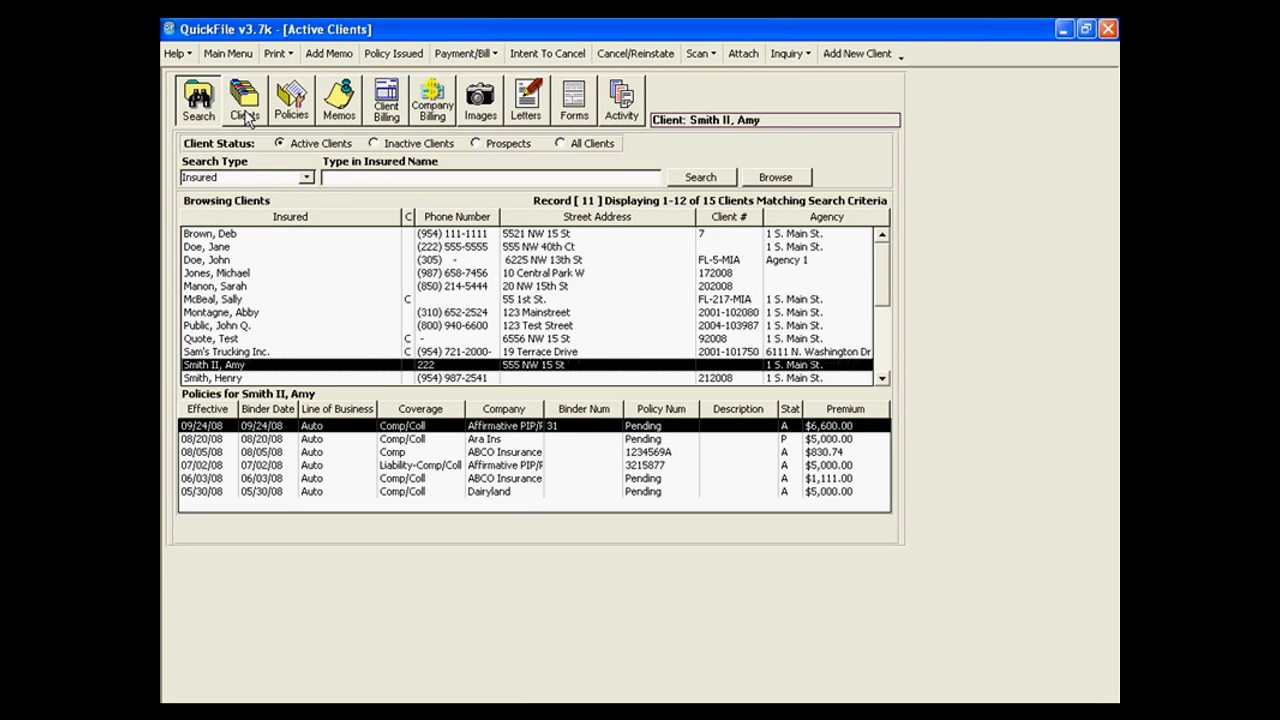 QuickFile v3.7k - [Active Clients]
Help Main Menu Print Add Memo Policy Issued Payment/Bill Intent To Cancel Cancel/Reinstate Scan Attach Inquiry Add New Client
Search Clients Policies Memos Client Billing Company Billing Images Letters Forms Activity
Client: Smith II, Amy
Client Status: Active Clients Inactive Clients Prospects All Clients
Search Type Type in Insured Name
Insured Search Browse
Browsing Clients Record [ 11 ] Displaying 1-12 of 15 Clients Matching Search Criteria
Insured C Phone Number Street Address Client # Agency
Brown, Deb (954) 111-1111 5521 NW 15 St 7 1 S. Main St.
Doe, Jane (222) 555-5555 555 NW 40th Ct 1 S. Main St.
Doe, John (305) - 6225 NW 13th St FL-5-MIA Agency 1
Jones, Michael (987) 658-7456 10 Central Park W 172008
Manon, Sarah (850) 214-5444 20 NW 15th St 202008
McBeal, Sally C 55 1st St. FL-217-MIA 1 S. Main St.
Montagne, Abby (310) 652-2524 123 Mainstreet 2001-102080 1 S. Main St.
Public, John Q. (800) 940-6600 123 Test Street 2004-103987 1 S. Main St.
Quote, Test C - 6556 NW 15 St 92008 1 S. Main St.
Sam's Trucking Inc. C (954) 721-2000- 19 Terrace Drive 2001-101750 6111 N. Washington Dr
Smith II, Amy 222 555 NW 15 St 1 S. Main St.
Smith, Henry (954) 987-2541 212008 1 S. Main St.
Policies for Smith II, Amy
Effective Binder Date Line of Business Coverage Company Binder Num Policy Num Description Stat Premium
09/24/08 09/24/08 Auto Comp/Coll Affirmative PIP/F 31 Pending A $6,600.00
08/20/08 08/20/08 Auto Comp/Coll Ara Ins Pending P $5,000.00
08/05/08 08/05/08 Auto Comp ABCO Insurance 1234569A A $830.74
07/02/08 07/02/08 Auto Liability-Comp/Coll Affirmative PIP/F 3215877 A $5,000.00
06/03/08 06/03/08 Auto Comp/Coll ABCO Insurance Pending A $1,111.00
05/30/08 05/30/08 Auto Comp/Coll Dairyland Pending A $5,000.00